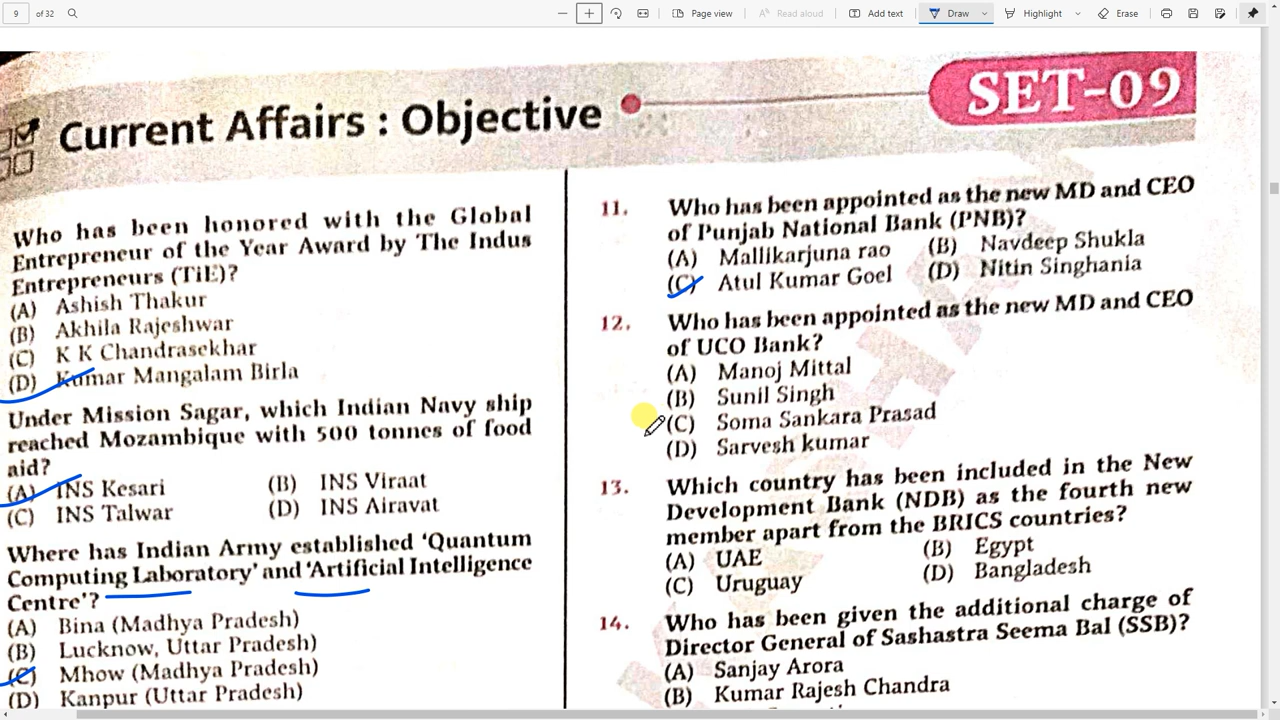 9 of 32 Page view Read aloud Add text Draw Highlight Erase
Current Affairs : Objective
SET-09
Who has been honored with the Global
Entrepreneur of the Year Award by The Indus
Entrepreneurs (TiE)?
(A) Ashish Thakur
(B) Akhila Rajeshwar
(C) K K Chandrasekhar
(D) Kumar Mangalam Birla
Under Mission Sagar, which Indian Navy ship
reached Mozambique with 500 tonnes of food
aid?
(A) INS Kesari (B) INS Viraat
(C) INS Talwar (D) INS Airavat
Where has Indian Army established ‘Quantum
Computing Laboratory’ and ‘Artificial Intelligence
Centre’?
(A) Bina (Madhya Pradesh)
(B) Lucknow, Uttar Pradesh)
(C) Mhow (Madhya Pradesh)
(D) Kanpur (Uttar Pradesh)
11. Who has been appointed as the new MD and CEO
of Punjab National Bank (PNB)?
(A) Mallikarjuna rao (B) Navdeep Shukla
(C) Atul Kumar Goel (D) Nitin Singhania
12. Who has been appointed as the new MD and CEO
of UCO Bank?
(A) Manoj Mittal
(B) Sunil Singh
(C) Soma Sankara Prasad
(D) Sarvesh kumar
13. Which country has been included in the New
Development Bank (NDB) as the fourth new
member apart from the BRICS countries?
(A) UAE (B) Egypt
(C) Uruguay (D) Bangladesh
14. Who has been given the additional charge of
Director General of Sashastra Seema Bal (SSB)?
(A) Sanjay Arora
(B) Kumar Rajesh Chandra